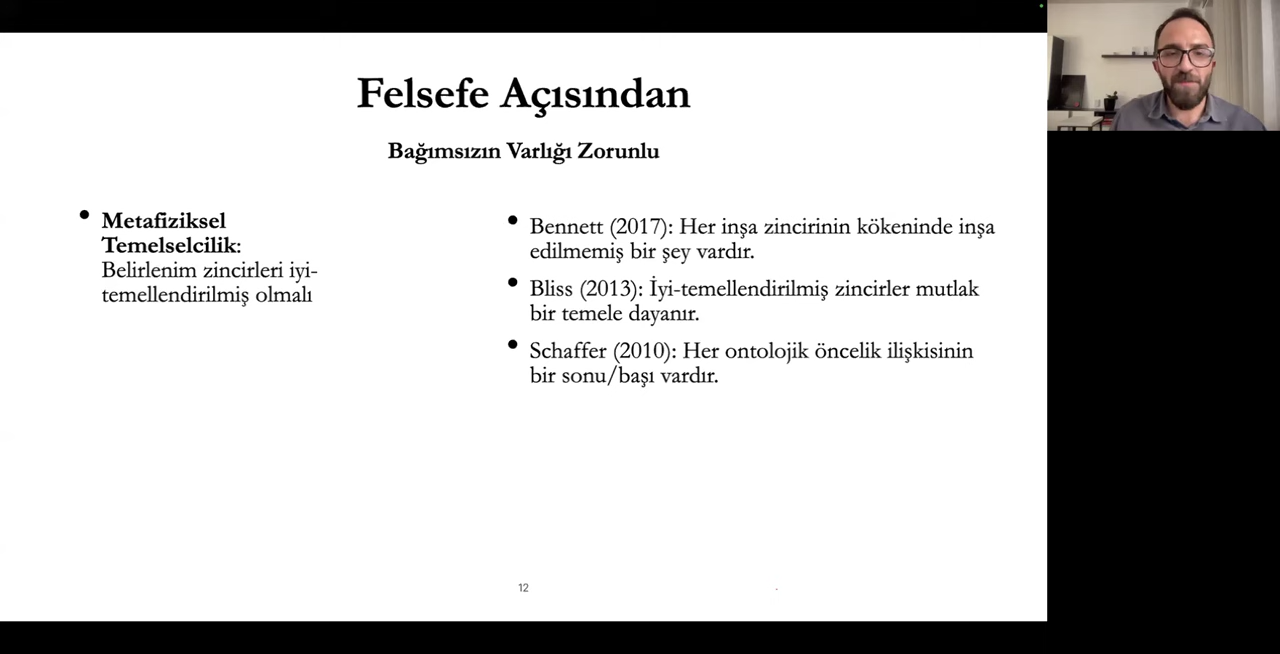 Felsefe Açısından
Bağımsızın Varlığı Zorunlu
• Metafiziksel
Temelselcilik:
Belirlenim zincirleri iyi-
temellendirilmiş olmalı
• Bennett (2017): Her inşa zincirinin kökeninde inşa
edilmemiş bir şey vardır.
• Bliss (2013): İyi-temellendirilmiş zincirler mutlak
bir temele dayanır.
• Schaffer (2010): Her ontolojik öncelik ilişkisinin
bir sonu/başı vardır.
12